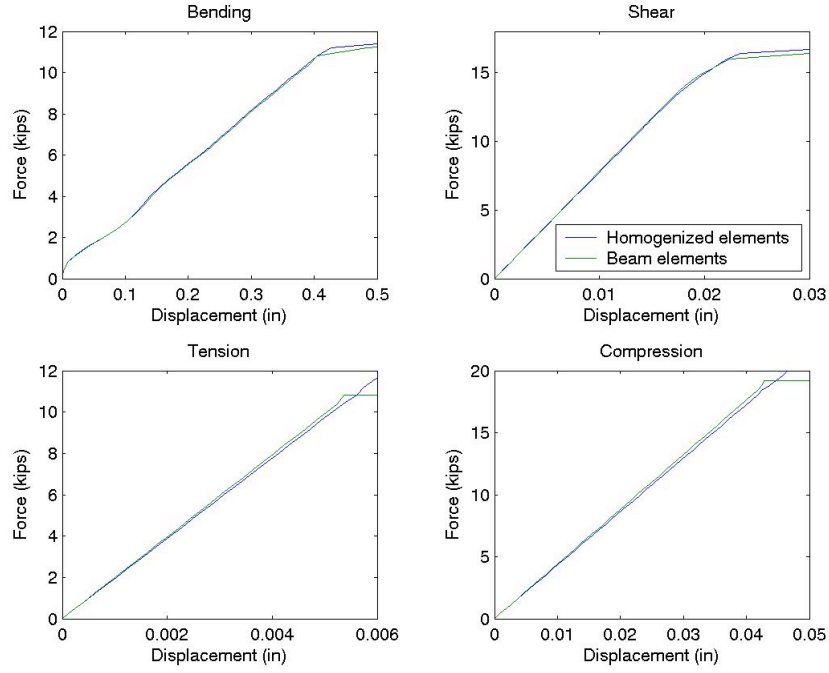 Bending
12
10
8
6
4
2
0
Force (kips)
0 0.1 0.2 0.3 0.4 0.5
Displacement (in)
Shear
15
10
5
0
Force (kips)
Homogenized elements
Beam elements
0 0.01 0.02 0.03
Displacement (in)
Tension
12
10
8
6
4
2
0
Force (kips)
0 0.002 0.004 0.006
Displacement (in)
Compression
20
15
10
5
0
Force (kips)
0 0.01 0.02 0.03 0.04 0.05
Displacement (in)